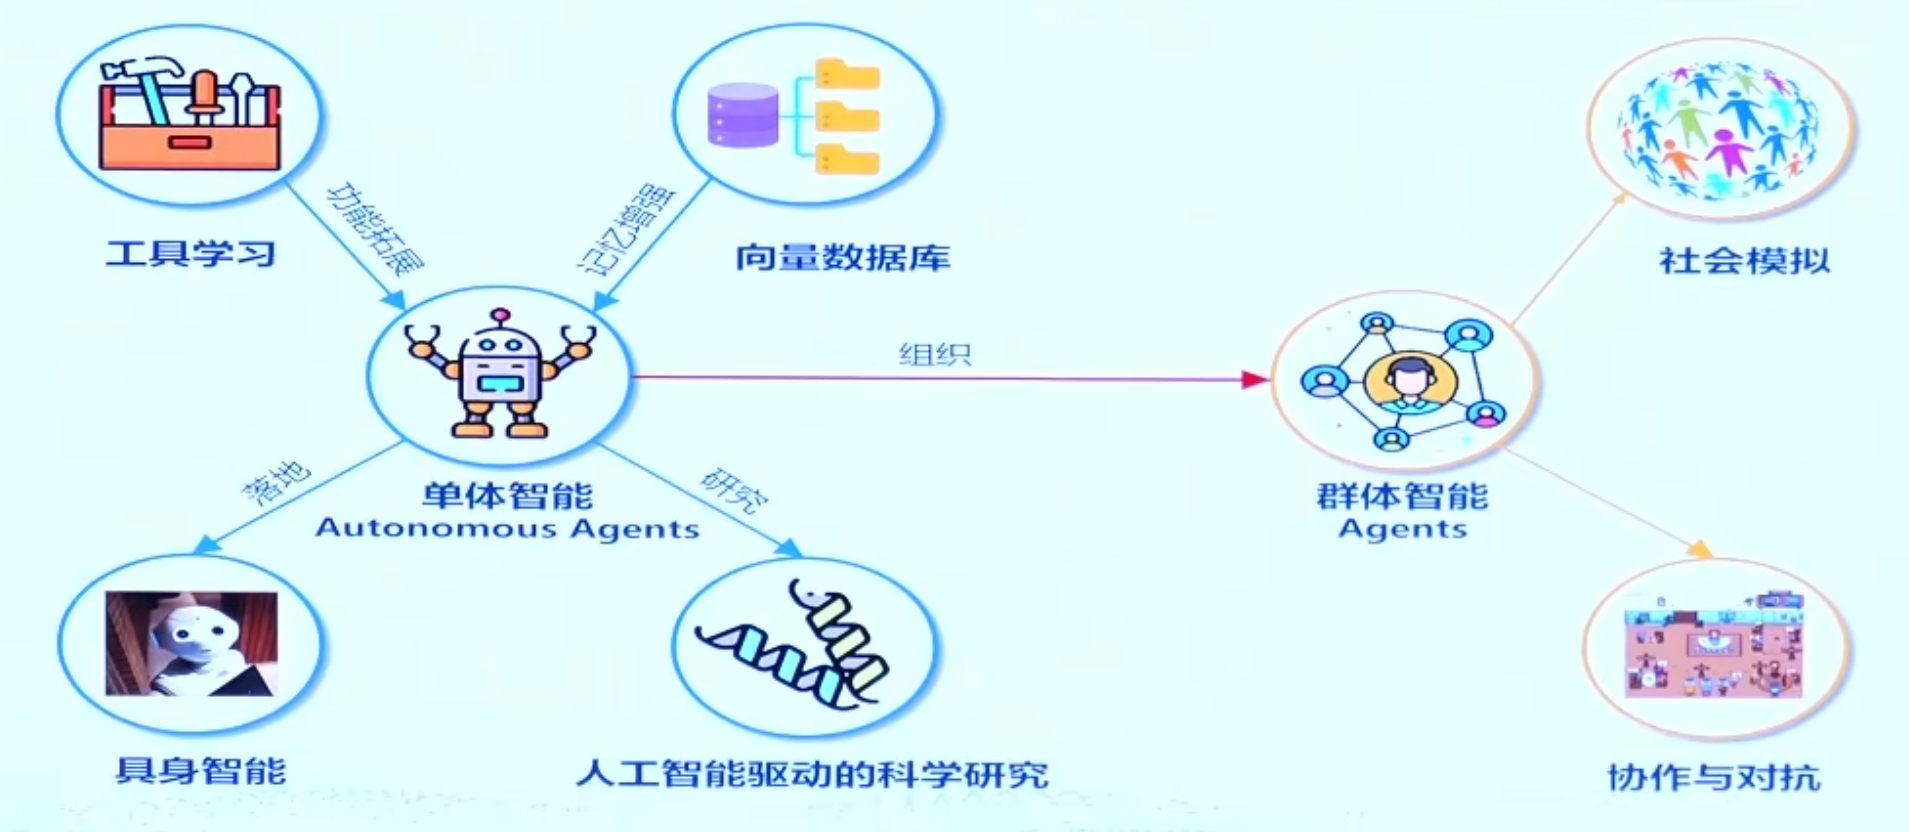 功能拓展
记忆增强
工具学习
向量数据库
社会模拟
组织
落地
研究
单体智能
Autonomous Agents
群体智能
Agents
具身智能
人工智能驱动的科学研究
协作与对抗